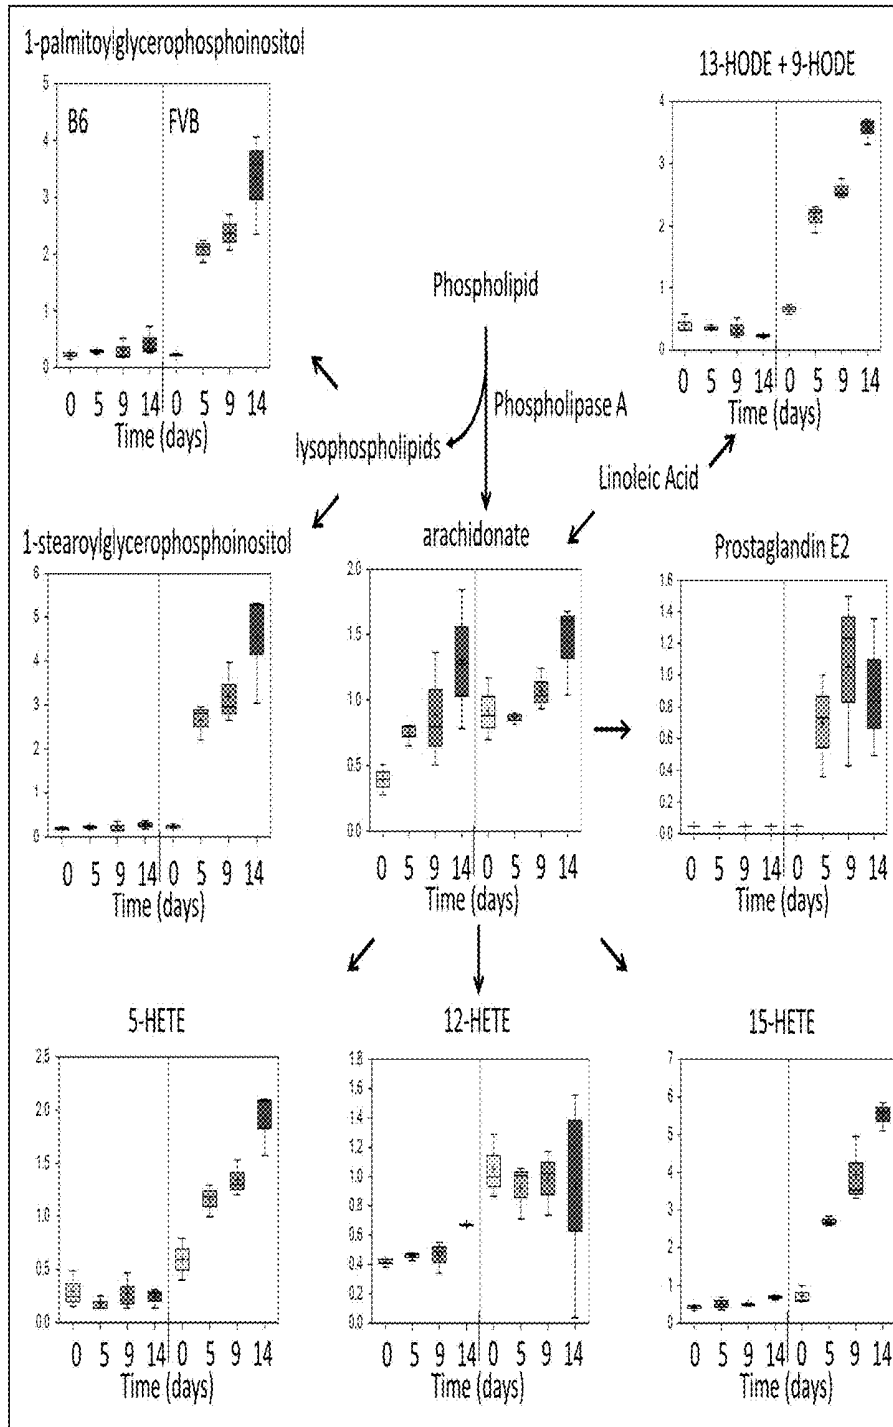 1-palmitoylglycerophosphoinositol
5
4
3
2
1
0
B6 FVB
0 5 9 14 0 5 9 14
Time (days)
13-HODE + 9-HODE
4
3
2
1
0
0 5 9 14 0 5 9 14
Time (days)
Phospholipid
Phospholipase A
lysophospholipids
Linoleic Acid
1-stearoylglycerophosphoinositol
6
5
4
3
2
1
0
0 5 9 14 0 5 9 14
Time (days)
arachidonate
2.0
1.5
1.0
0.5
0.0
0 5 9 14 0 5 9 14
Time (days)
Prostaglandin E2
1.6
1.4
1.2
1.0
0.8
0.6
0.4
0.2
0.0
0 5 9 14 0 5 9 14
Time (days)
5-HETE
2.5
2.0
1.5
1.0
0.5
0.0
0 5 9 14 0 5 9 14
Time (days)
12-HETE
1.8
1.6
1.4
1.2
1.0
0.8
0.6
0.4
0.2
0.0
0 5 9 14 0 5 9 14
Time (days)
15-HETE
7
6
5
4
3
2
1
0
0 5 9 14 0 5 9 14
Time (days)